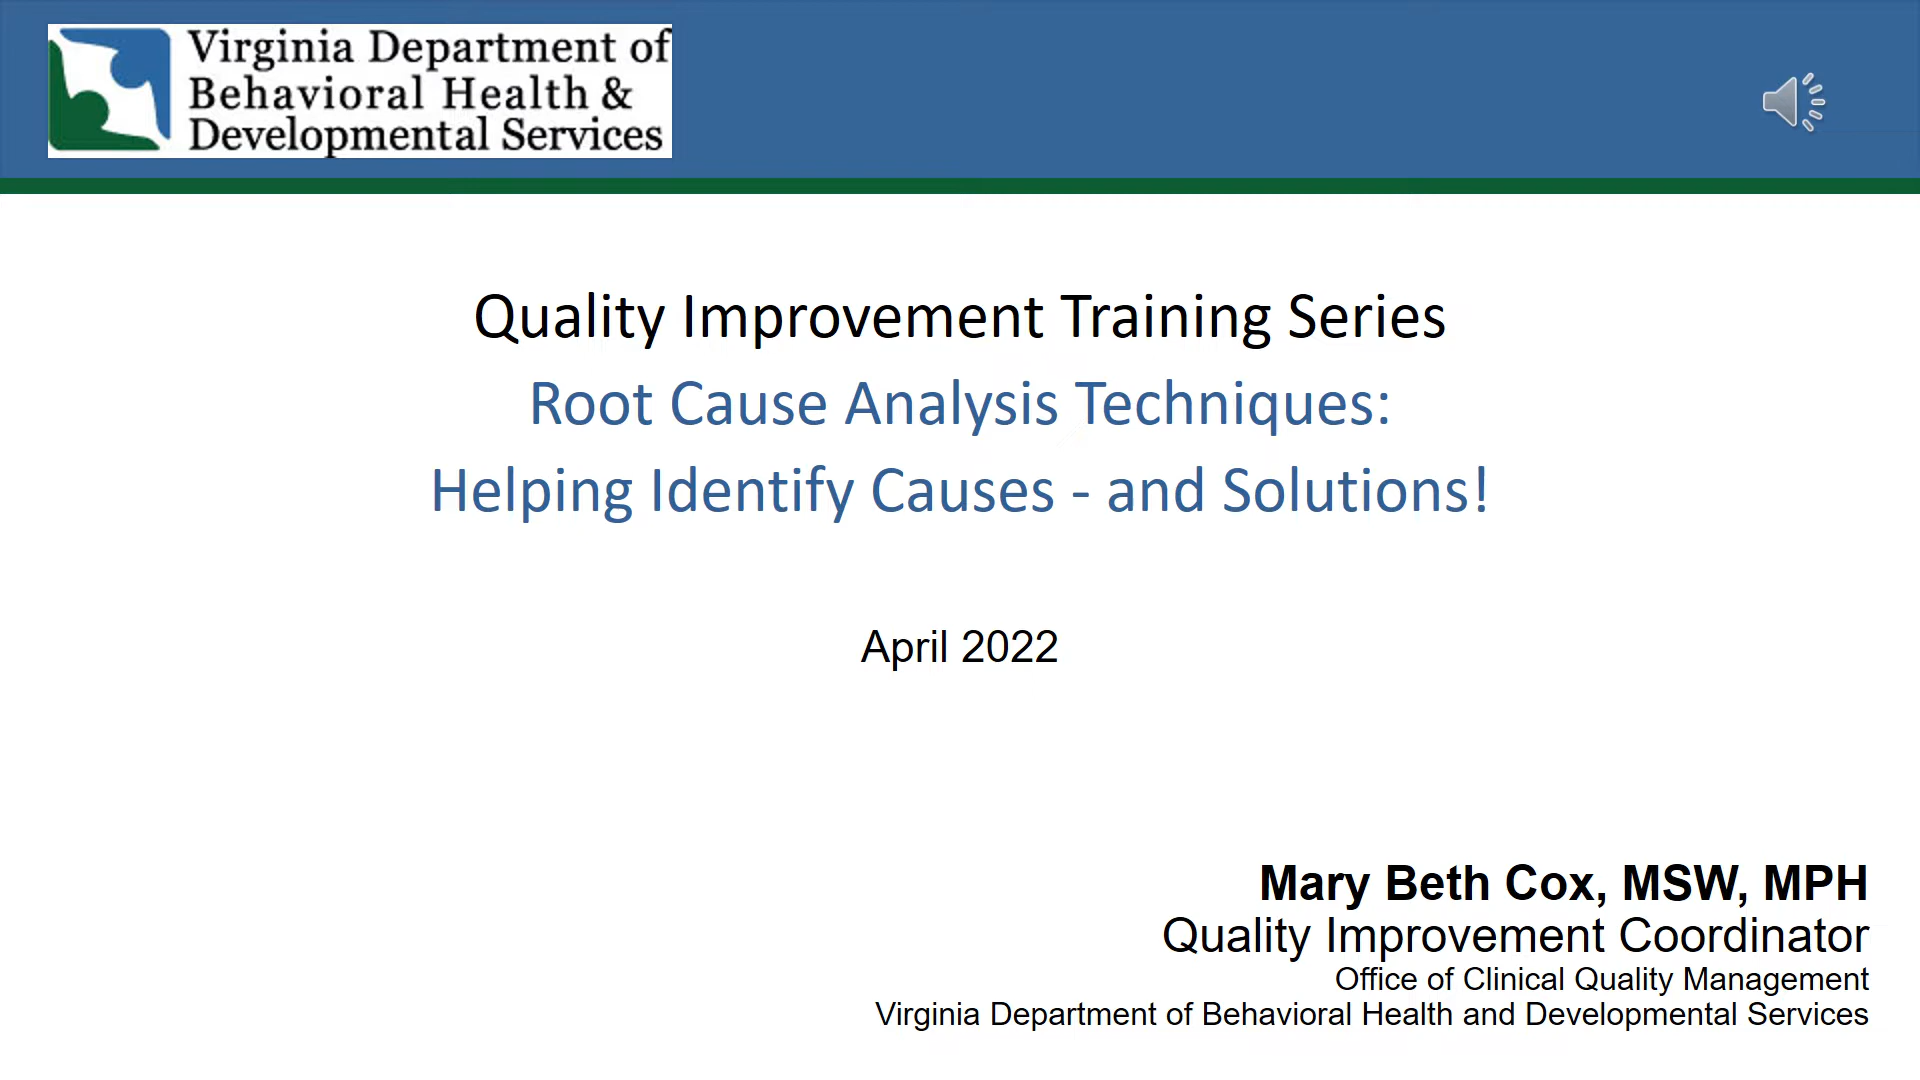 Virginia Department of
Behavioral Health &
Developmental Services
Quality Improvement Training Series
Root Cause Analysis Techniques:
Helping Identify Causes - and Solutions!
April 2022
Mary Beth Cox, MSW, MPH
Quality Improvement Coordinator
Office of Clinical Quality Management
Virginia Department of Behavioral Health and Developmental Services